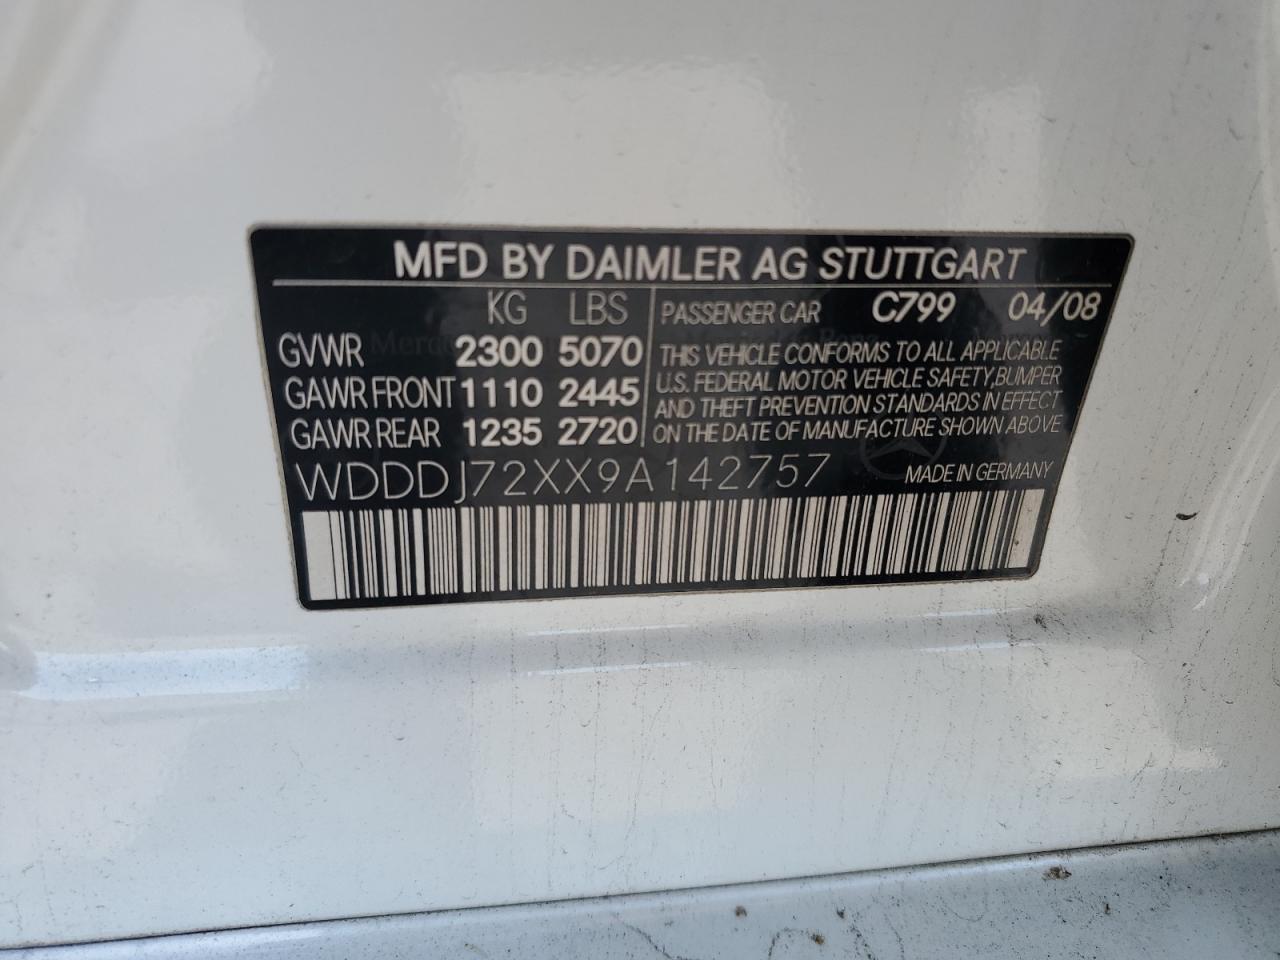 MFD BY DAIMLER AG STUTTGART
KG LBS PASSENGER CAR C799 04/08
GVWR 2300 5070
GAWR FRONT 1110 2445
GAWR REAR 1235 2720
THIS VEHICLE CONFORMS TO ALL APPLICABLE
U.S. FEDERAL MOTOR VEHICLE SAFETY, BUMPER
AND THEFT PREVENTION STANDARDS IN EFFECT
ON THE DATE OF MANUFACTURE SHOWN ABOVE
WDDDJ72XX9A142757 MADE IN GERMANY